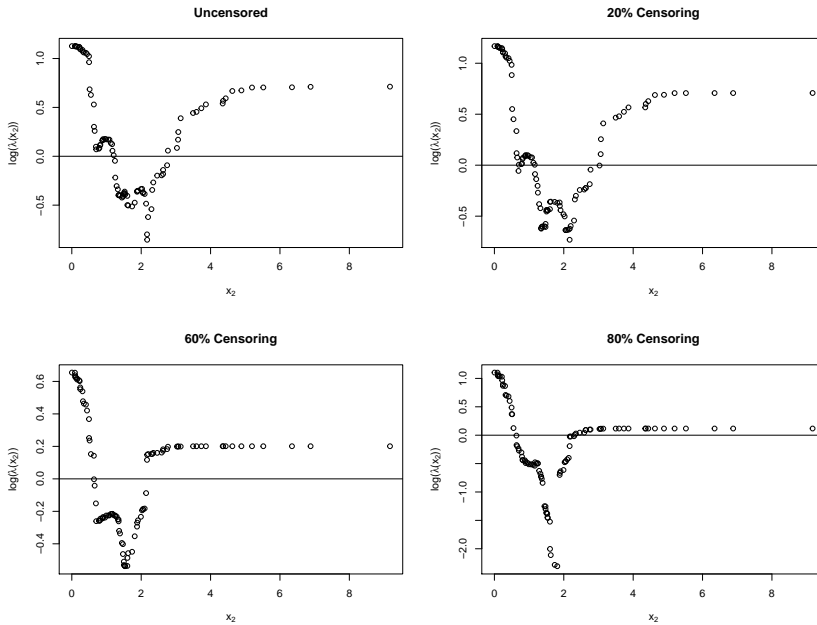 Uncensored
log(λ(x₂))
1.0
0.5
0.0
−0.5
0 2 4 6 8
x₂
20% Censoring
log(λ(x₂))
1.0
0.5
0.0
−0.5
0 2 4 6 8
x₂
60% Censoring
log(λ(x₂))
0.6
0.4
0.2
0.0
−0.2
−0.4
0 2 4 6 8
x₂
80% Censoring
log(λ(x₂))
1.0
0.5
0.0
−1.0
−2.0
0 2 4 6 8
x₂